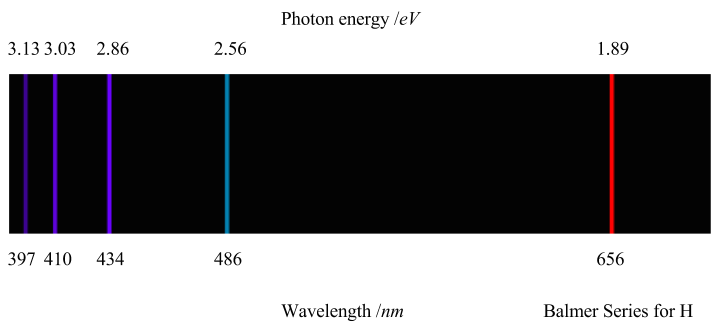 Photon energy /eV
3.13 3.03 2.86 2.56 1.89
397 410 434 486 656
Wavelength /nm Balmer Series for H